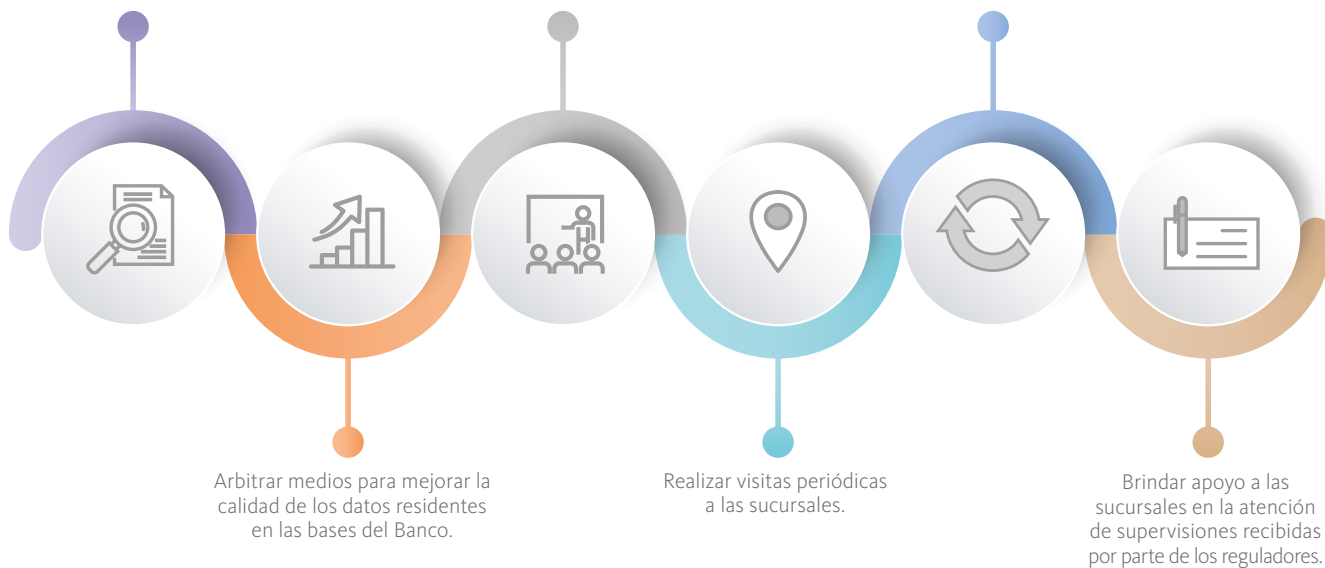 Arbitrar medios para mejorar la
calidad de los datos residentes
en las bases del Banco.
Realizar visitas periódicas
a las sucursales.
Brindar apoyo a las
sucursales en la atención
de supervisiones recibidas
por parte de los reguladores.